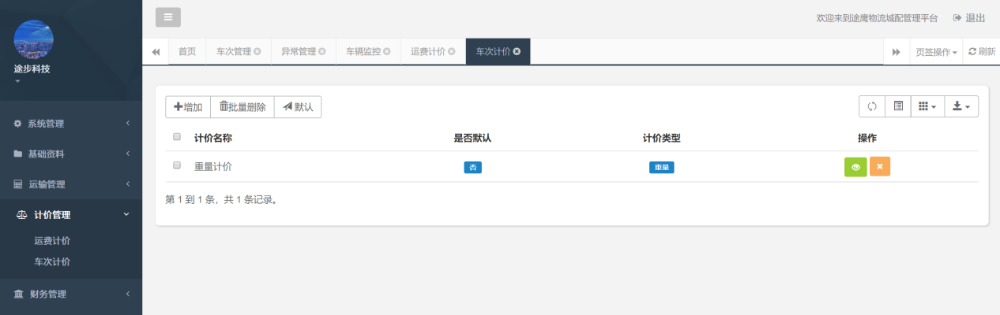 欢迎来到途鹰物流城配管理平台 退出
首页 车次管理 异常管理 车辆监控 运费计价 车次计价 页签操作 刷新
途步科技
系统管理
基础资料
运输管理
计价管理
运费计价
车次计价
财务管理
增加 批量删除 默认
计价名称 是否默认 计价类型 操作
重量计价 否 重量
第 1 到 1 条，共 1 条记录。